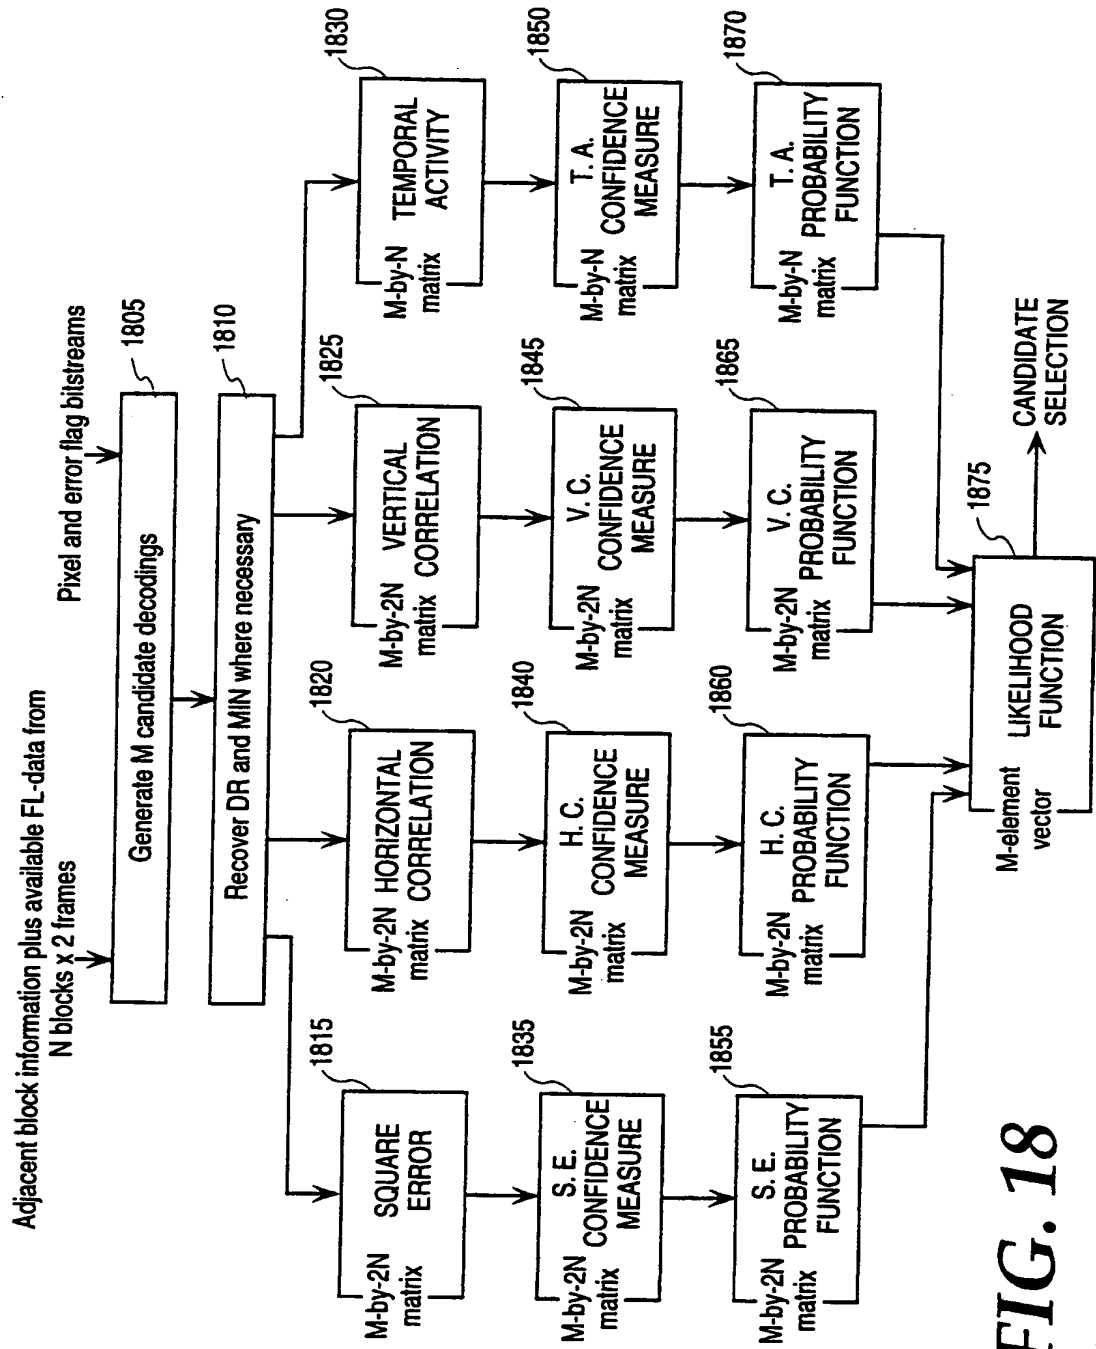 Adjacent block information plus available FL-data from
N blocks x 2 frames
Pixel and error flag bitstreams
1805
Generate M candidate decodings
1810
Recover DR and MIN where necessary
1815
SQUARE
ERROR
M-by-2N
matrix
1820
HORIZONTAL
CORRELATION
M-by-2N
matrix
1825
VERTICAL
CORRELATION
M-by-2N
matrix
1830
TEMPORAL
ACTIVITY
M-by-N
matrix
1835
S. E.
CONFIDENCE
MEASURE
M-by-2N
matrix
1840
H. C.
CONFIDENCE
MEASURE
M-by-2N
matrix
1845
V. C.
CONFIDENCE
MEASURE
M-by-2N
matrix
1850
T. A.
CONFIDENCE
MEASURE
M-by-N
matrix
1855
S. E.
PROBABILITY
FUNCTION
M-by-2N
matrix
1860
H. C.
PROBABILITY
FUNCTION
M-by-2N
matrix
1865
V. C.
PROBABILITY
FUNCTION
M-by-2N
matrix
1870
T. A.
PROBABILITY
FUNCTION
M-by-N
matrix
1875
LIKELIHOOD
FUNCTION
M-element
vector
CANDIDATE
SELECTION
FIG. 18